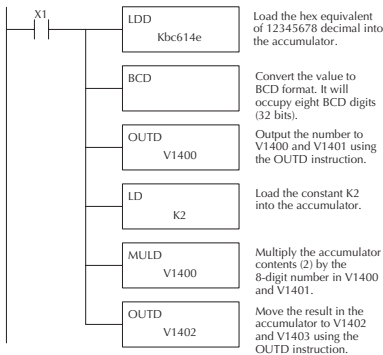 X1
LDD
Kbc614e
Load the hex equivalent
of 12345678 decimal into
the accumulator.
BCD
Convert the value to
BCD format. It will
occupy eight BCD digits
(32 bits).
OUTD
V1400
Output the number to
V1400 and V1401 using
the OUTD instruction.
LD
K2
Load the constant K2
into the accumulator.
MULD
V1400
Multiply the accumulator
contents (2) by the
8-digit number in V1400
and V1401.
OUTD
V1402
Move the result in the
accumulator to V1402
and V1403 using the
OUTD instruction.